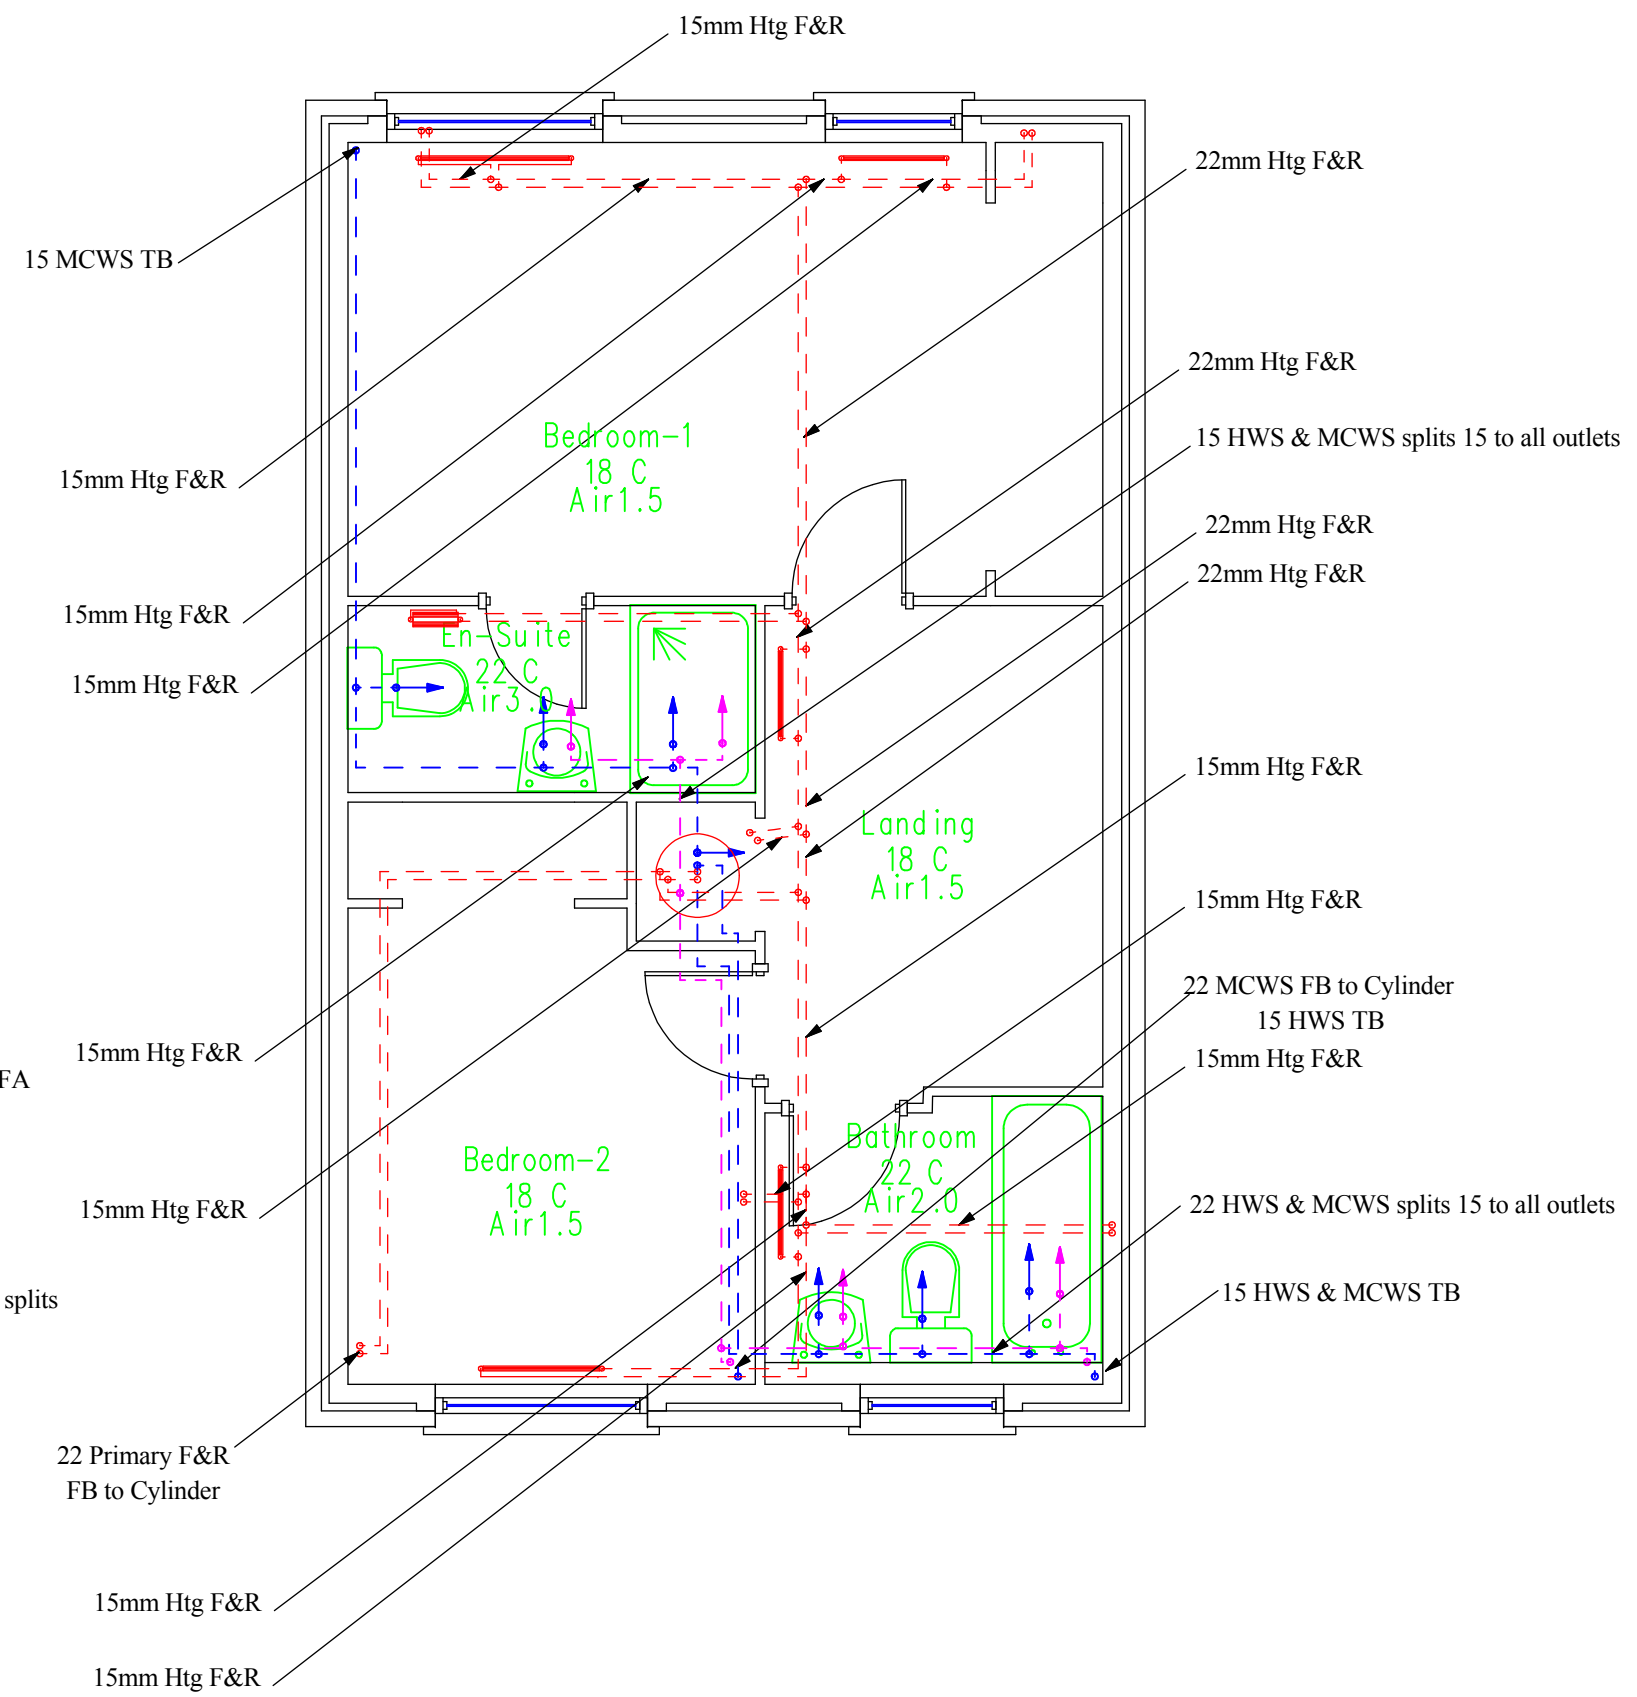 15mm Htg F&R
22mm Htg F&R
15 MCWS TB
22mm Htg F&R
Bedroom-1
18 C
Air1.5
15 HWS & MCWS splits 15 to all outlets
15mm Htg F&R
22mm Htg F&R
22mm Htg F&R
15mm Htg F&R
En-Suite
22 C
Air3.0
15mm Htg F&R
15mm Htg F&R
Landing
18 C
Air1.5
15mm Htg F&R
22 MCWS FB to Cylinder
15 HWS TB
15mm Htg F&R
15mm Htg F&R
FA
Bathroom
22 C
Air2.0
Bedroom-2
18 C
Air1.5
15mm Htg F&R
22 HWS & MCWS splits 15 to all outlets
splits
15 HWS & MCWS TB
22 Primary F&R
FB to Cylinder
15mm Htg F&R
15mm Htg F&R